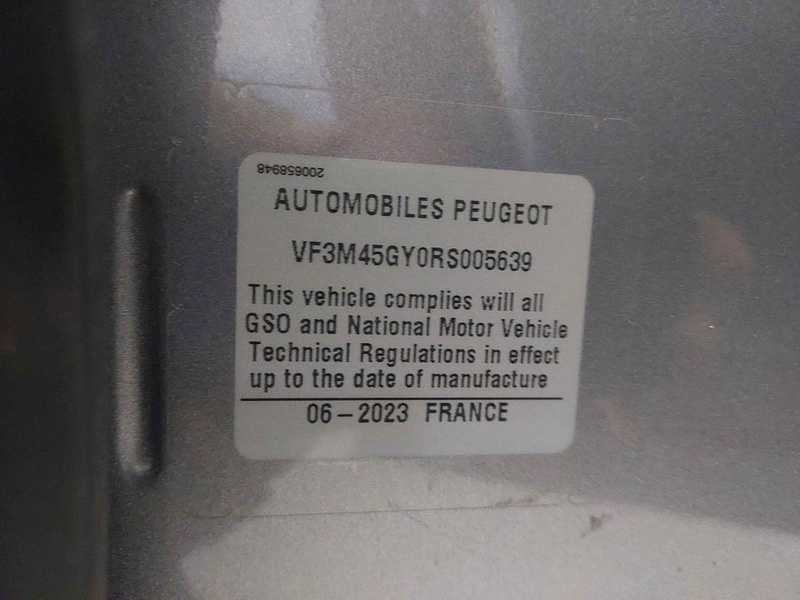 200658948
AUTOMOBILES PEUGEOT
VF3M45GY0RS005639
This vehicle complies will all
GSO and National Motor Vehicle
Technical Regulations in effect
up to the date of manufacture
06 – 2023 FRANCE